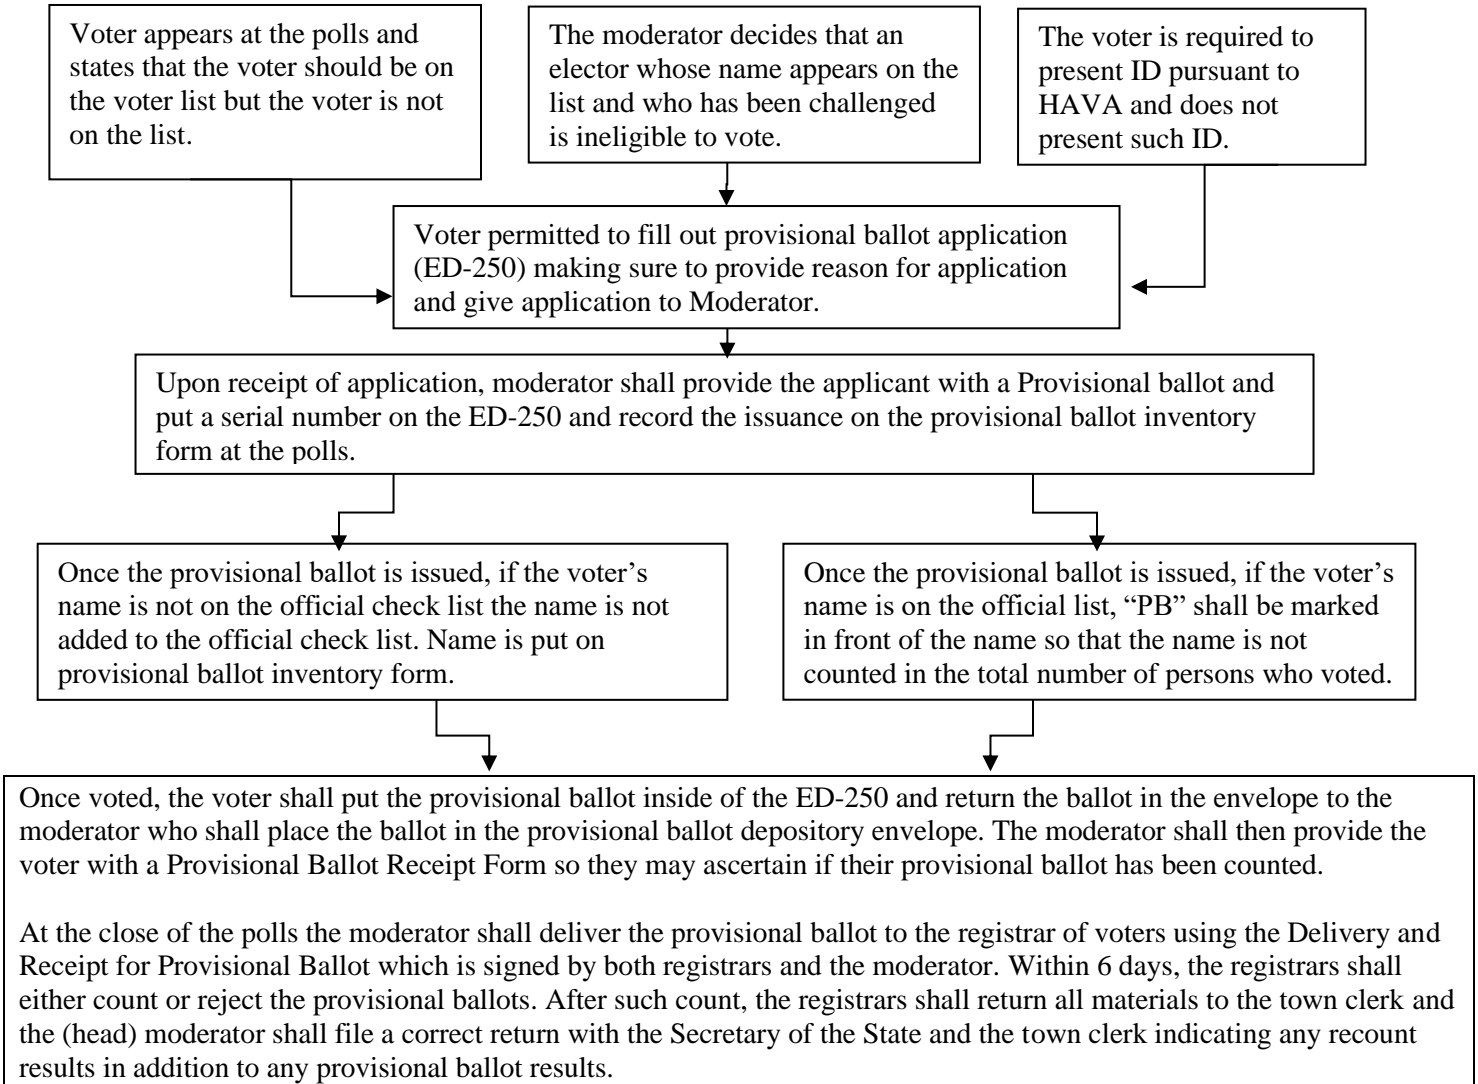 Voter appears at the polls and
states that the voter should be on
the voter list but the voter is not
on the list.
The moderator decides that an
elector whose name appears on the
list and who has been challenged
is ineligible to vote.
The voter is required to
present ID pursuant to
HAVA and does not
present such ID.
Voter permitted to fill out provisional ballot application
(ED-250) making sure to provide reason for application
and give application to Moderator.
Upon receipt of application, moderator shall provide the applicant with a Provisional ballot and
put a serial number on the ED-250 and record the issuance on the provisional ballot inventory
form at the polls.
Once the provisional ballot is issued, if the voter’s
name is not on the official check list the name is not
added to the official check list. Name is put on
provisional ballot inventory form.
Once the provisional ballot is issued, if the voter’s
name is on the official list, “PB” shall be marked
in front of the name so that the name is not
counted in the total number of persons who voted.
Once voted, the voter shall put the provisional ballot inside of the ED-250 and return the ballot in the envelope to the
moderator who shall place the ballot in the provisional ballot depository envelope. The moderator shall then provide the
voter with a Provisional Ballot Receipt Form so they may ascertain if their provisional ballot has been counted.
At the close of the polls the moderator shall deliver the provisional ballot to the registrar of voters using the Delivery and
Receipt for Provisional Ballot which is signed by both registrars and the moderator. Within 6 days, the registrars shall
either count or reject the provisional ballots. After such count, the registrars shall return all materials to the town clerk and
the (head) moderator shall file a correct return with the Secretary of the State and the town clerk indicating any recount
results in addition to any provisional ballot results.